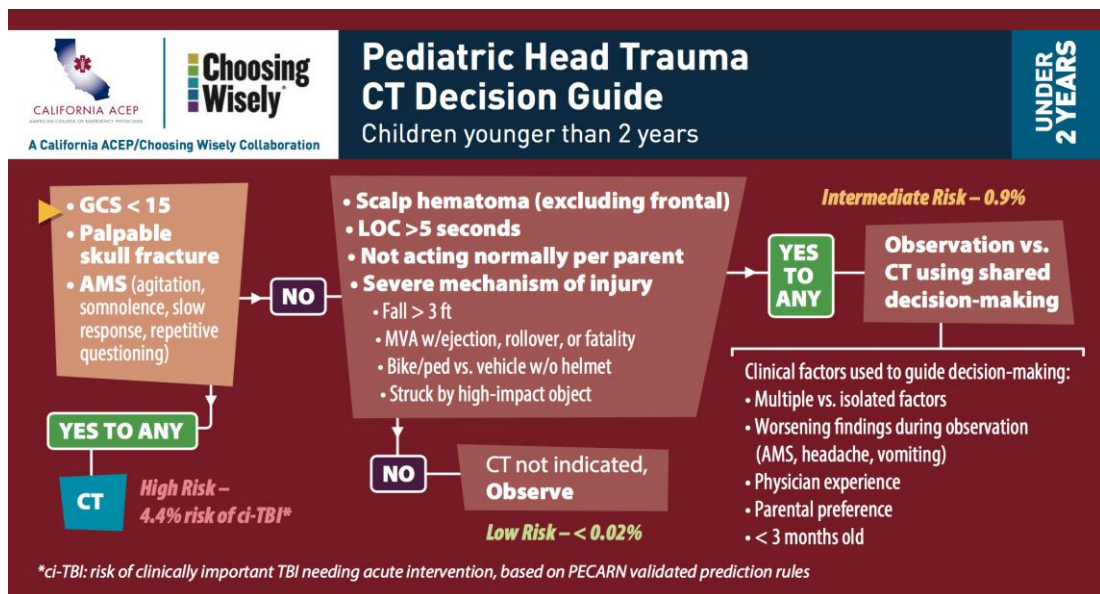 CALIFORNIA ACEP
AMERICAN COLLEGE OF EMERGENCY PHYSICIANS
Choosing
Wisely®
A California ACEP/Choosing Wisely Collaboration
Pediatric Head Trauma
CT Decision Guide
Children younger than 2 years
UNDER
2 YEARS
• GCS < 15
• Palpable
skull fracture
• AMS (agitation,
somnolence, slow
response, repetitive
questioning)
NO
• Scalp hematoma (excluding frontal)
• LOC >5 seconds
• Not acting normally per parent
• Severe mechanism of injury
• Fall > 3 ft
• MVA w/ejection, rollover, or fatality
• Bike/ped vs. vehicle w/o helmet
• Struck by high-impact object
YES
TO
ANY
Intermediate Risk – 0.9%
Observation vs.
CT using shared
decision-making
Clinical factors used to guide decision-making:
• Multiple vs. isolated factors
• Worsening findings during observation
(AMS, headache, vomiting)
• Physician experience
• Parental preference
• < 3 months old
YES TO ANY
CT
High Risk –
4.4% risk of ci-TBI*
NO
CT not indicated,
Observe
Low Risk – < 0.02%
*ci-TBI: risk of clinically important TBI needing acute intervention, based on PECARN validated prediction rules